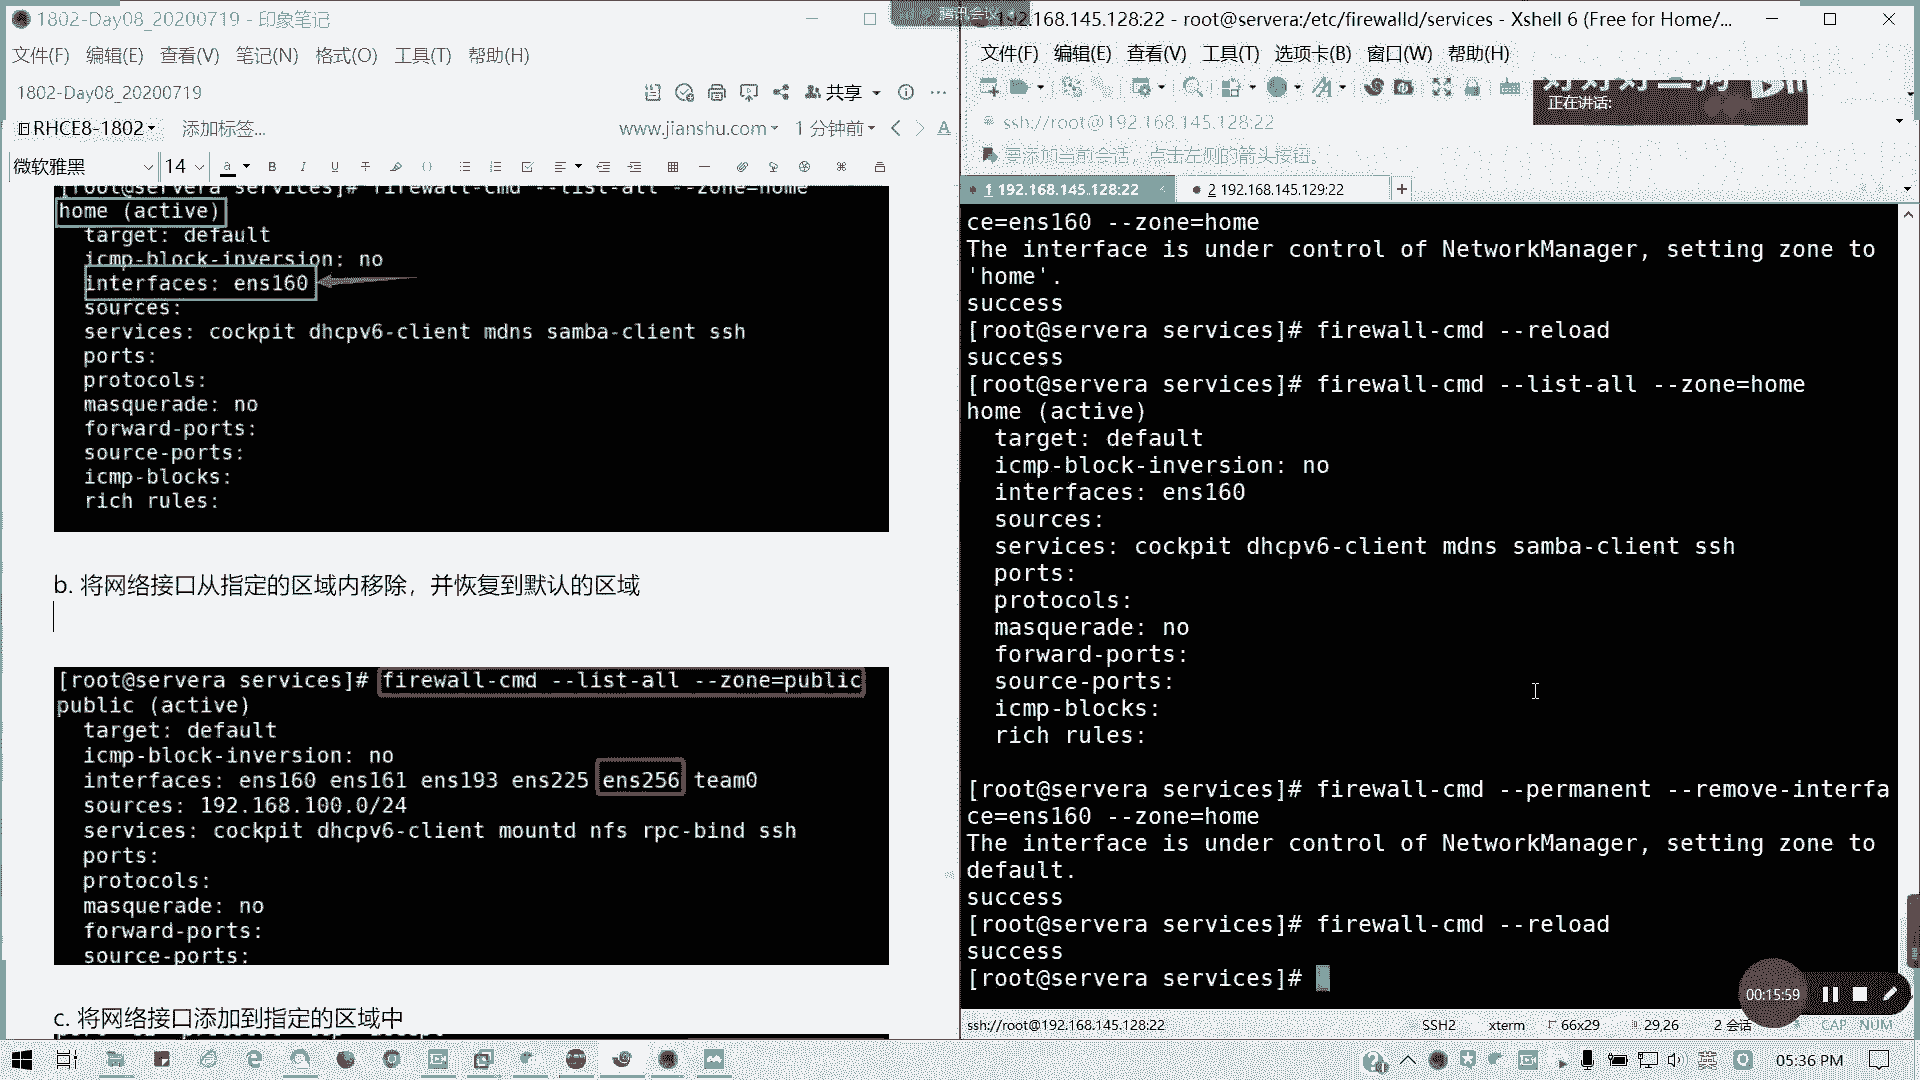 1802-Day08_20200719 - 印象笔记
文件(F) 编辑(E) 查看(V) 笔记(N) 格式(O) 工具(T) 帮助(H)
1802-Day08_20200719
共享
RHCE8-1802 添加标签...
www.jianshu.com 1 分钟前
微软雅黑 14
[root@servera services]# firewall-cmd --list-all --zone=home
home (active)
target: default
icmp-block-inversion: no
interfaces: ens160
sources:
services: cockpit dhcpv6-client mdns samba-client ssh
ports:
protocols:
masquerade: no
forward-ports:
source-ports:
icmp-blocks:
rich rules:
b. 将网络接口从指定的区域内移除，并恢复到默认的区域
[root@servera services]# firewall-cmd --list-all --zone=public
public (active)
target: default
icmp-block-inversion: no
interfaces: ens160 ens161 ens193 ens225 ens256 team0
sources: 192.168.100.0/24
services: cockpit dhcpv6-client mountd nfs rpc-bind ssh
ports:
protocols:
masquerade: no
forward-ports:
source-ports:
c. 将网络接口添加到指定的区域中
腾讯会议
.168.145.128:22 - root@servera:/etc/firewalld/services - Xshell 6 (Free for Home/...
文件(F) 编辑(E) 查看(V) 工具(T) 选项卡(B) 窗口(W) 帮助(H)
正在讲话:
ssh://root@192.168.145.128:22
要添加当前会话，点击左侧的箭头按钮。
1 192.168.145.128:22 2 192.168.145.129:22
ce=ens160 --zone=home
The interface is under control of NetworkManager, setting zone to
'home'.
success
[root@servera services]# firewall-cmd --reload
success
[root@servera services]# firewall-cmd --list-all --zone=home
home (active)
target: default
icmp-block-inversion: no
interfaces: ens160
sources:
services: cockpit dhcpv6-client mdns samba-client ssh
ports:
protocols:
masquerade: no
forward-ports:
source-ports:
icmp-blocks:
rich rules:
[root@servera services]# firewall-cmd --permanent --remove-interfa
ce=ens160 --zone=home
The interface is under control of NetworkManager, setting zone to
default.
success
[root@servera services]# firewall-cmd --reload
success
[root@servera services]#
00:15:59
ssh://root@192.168.145.128:22 SSH2 xterm 66x29 29,26 2 会话 CAP NUM
英 05:36 PM